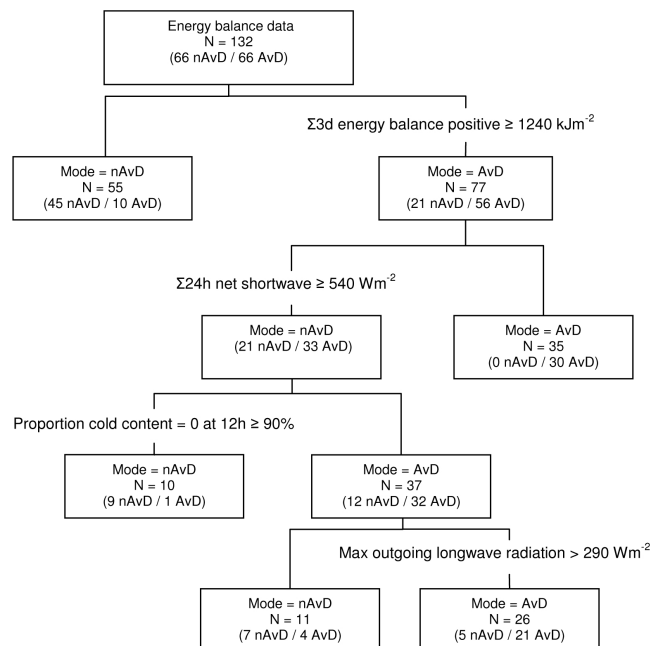 Energy balance data
N = 132
(66 nAvD / 66 AvD)
Σ3d energy balance positive ≥ 1240 kJm⁻²
Mode = nAvD
N = 55
(45 nAvD / 10 AvD)
Mode = AvD
N = 77
(21 nAvD / 56 AvD)
Σ24h net shortwave ≥ 540 Wm⁻²
Mode = nAvD
(21 nAvD / 33 AvD)
Mode = AvD
N = 35
(0 nAvD / 30 AvD)
Proportion cold content = 0 at 12h ≥ 90%
Mode = nAvD
N = 10
(9 nAvD / 1 AvD)
Mode = AvD
N = 37
(12 nAvD / 32 AvD)
Max outgoing longwave radiation > 290 Wm⁻²
Mode = nAvD
N = 11
(7 nAvD / 4 AvD)
Mode = AvD
N = 26
(5 nAvD / 21 AvD)